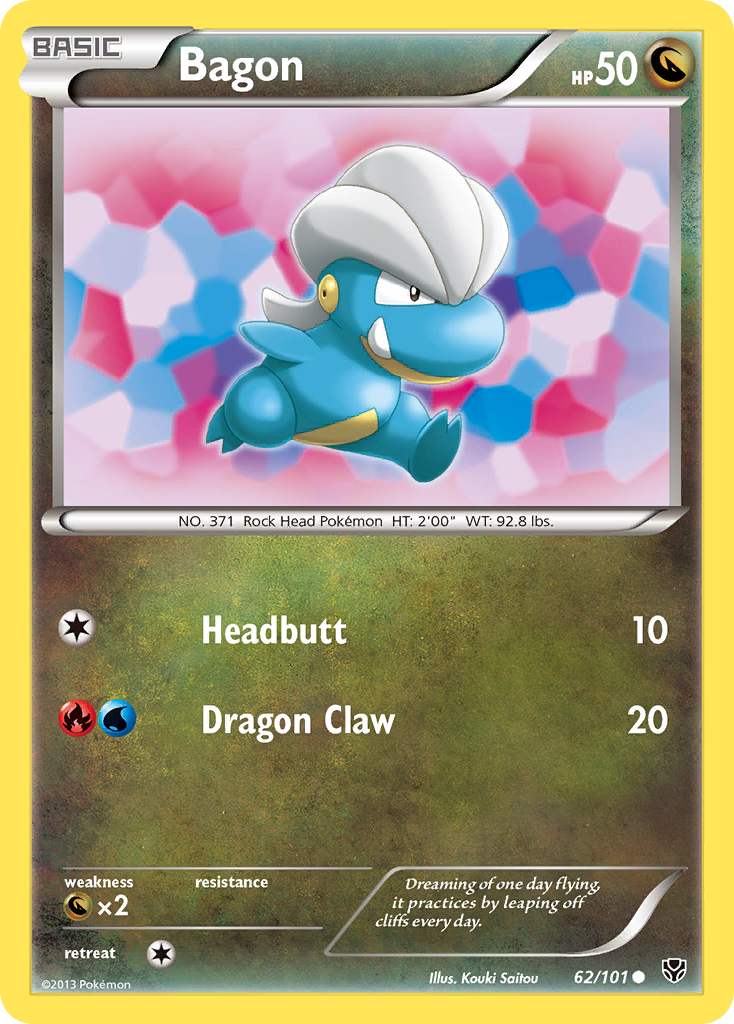 BASIC
Bagon
HP50
NO. 371 Rock Head Pokémon HT: 2'00" WT: 92.8 lbs.
Headbutt 10
Dragon Claw 20
weakness resistance
×2
Dreaming of one day flying,
it practices by leaping off
cliffs every day.
retreat
©2013 Pokémon
Illus. Kouki Saitou 62/101